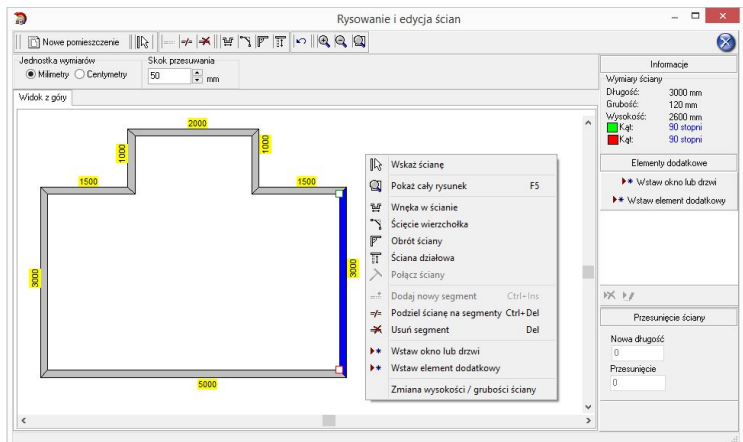 Rysowanie i edycja ścian
Nowe pomieszczenie
Jednostka wymiarów
Milimetry Centymetry
Skok przesuwania
50 mm
Widok z góry
2000
1000
1000
1500
1500
3000
3000
5000
Wskaż ścianę
Pokaż cały rysunek F5
Wnęka w ścianie
Ścięcie wierzchołka
Obrót ściany
Ściana działowa
Połącz ściany
Dodaj nowy segment Ctrl+Ins
Podziel ścianę na segmenty Ctrl+Del
Usuń segment Del
Wstaw okno lub drzwi
Wstaw element dodatkowy
Zmiana wysokości / grubości ściany
Informacje
Wymiary ściany
Długość: 3000 mm
Grubość: 120 mm
Wysokość: 2600 mm
Kąt: 90 stopni
Kąt: 90 stopni
Elementy dodatkowe
Wstaw okno lub drzwi
Wstaw element dodatkowy
Przesunięcie ściany
Nowa długość
0
Przesunięcie
0